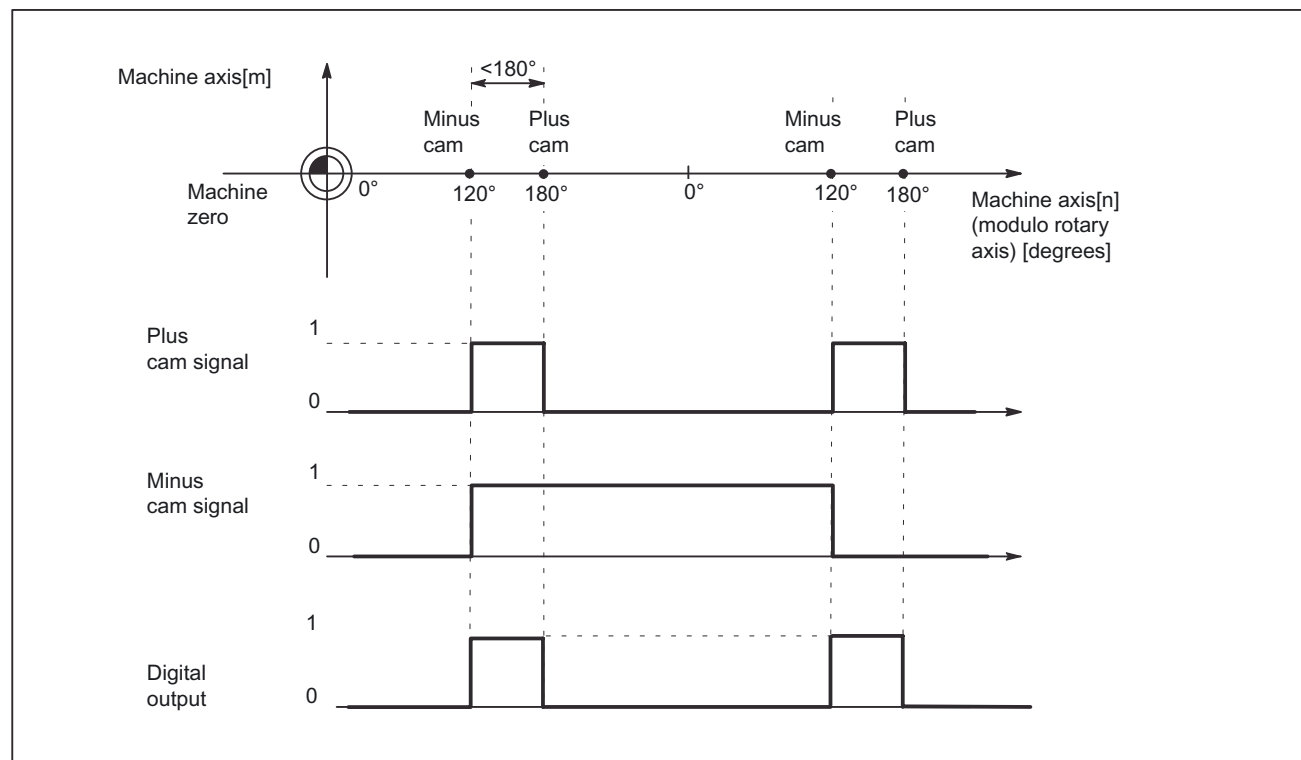 Machine axis[m]
<180°
Minus
cam
Plus
cam
Minus
cam
Plus
cam
Machine
zero
0°
120°
180°
0°
120°
180°
Machine axis[n]
(modulo rotary
axis) [degrees]
Plus
cam signal
1
0
Minus
cam signal
1
0
Digital
output
1
0